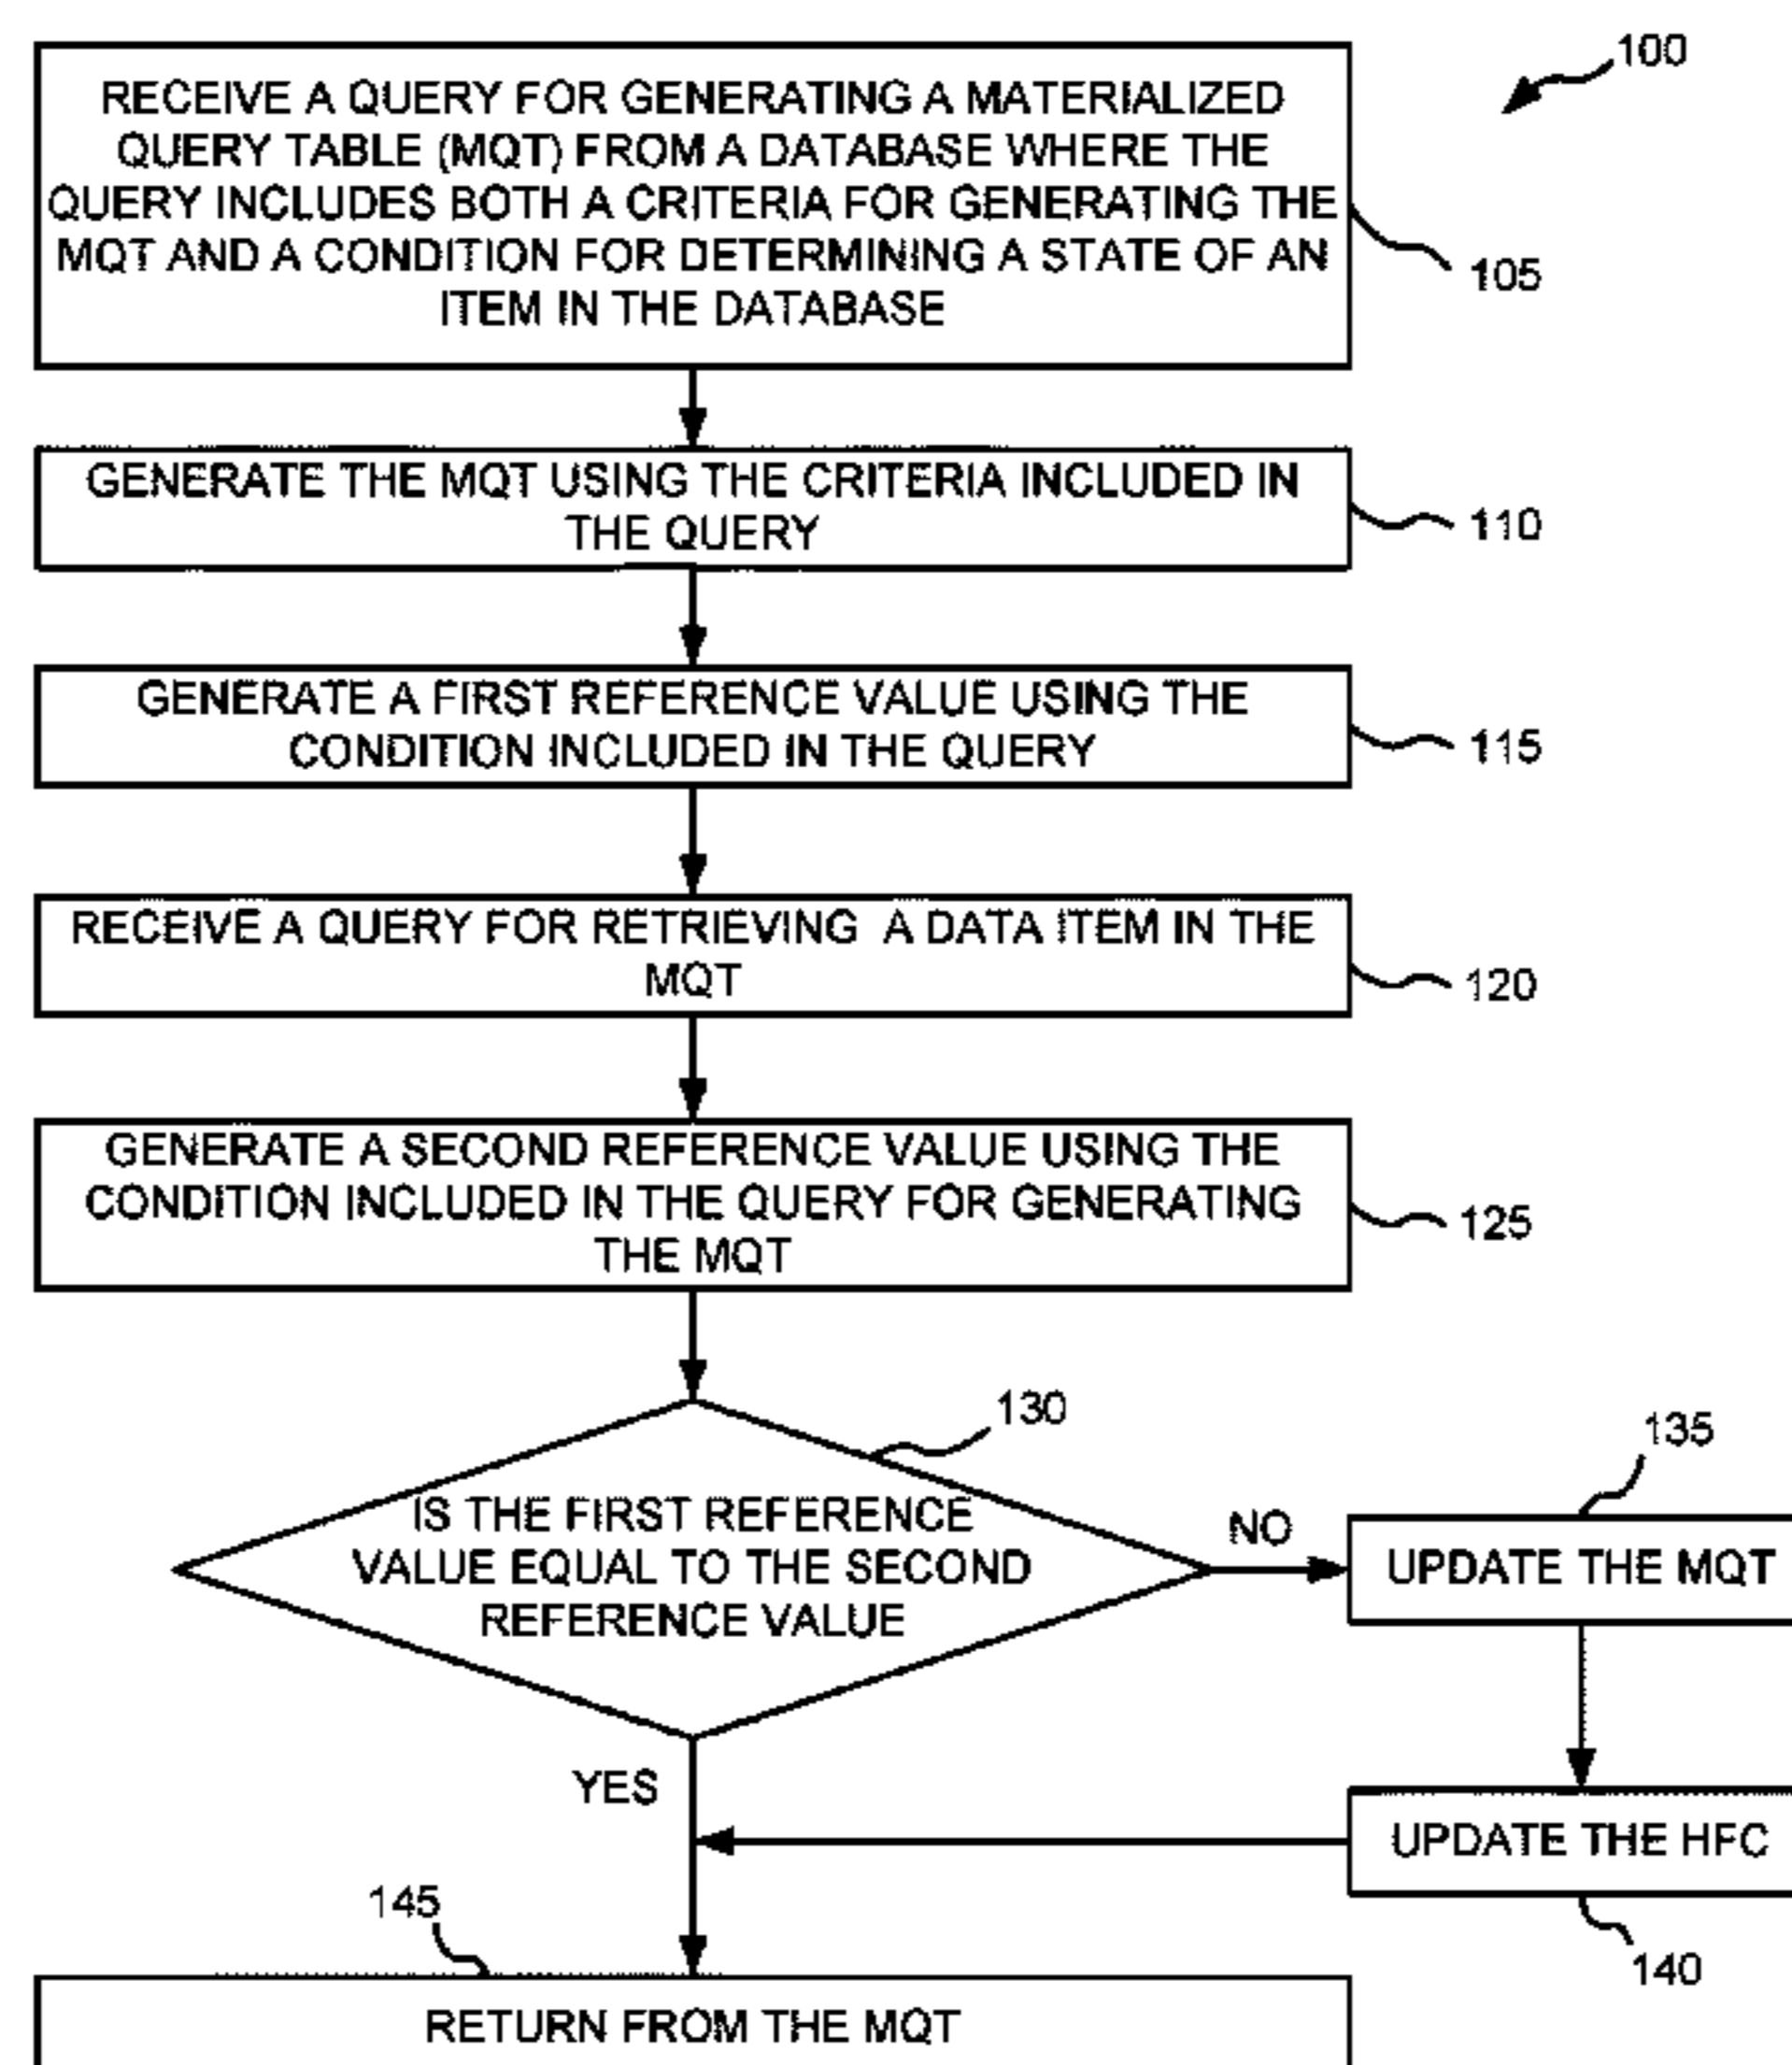 100
RECEIVE A QUERY FOR GENERATING A MATERIALIZED
QUERY TABLE (MQT) FROM A DATABASE WHERE THE
QUERY INCLUDES BOTH A CRITERIA FOR GENERATING THE
MQT AND A CONDITION FOR DETERMINING A STATE OF AN
ITEM IN THE DATABASE
105
GENERATE THE MQT USING THE CRITERIA INCLUDED IN
THE QUERY
110
GENERATE A FIRST REFERENCE VALUE USING THE
CONDITION INCLUDED IN THE QUERY
115
RECEIVE A QUERY FOR RETRIEVING A DATA ITEM IN THE
MQT
120
GENERATE A SECOND REFERENCE VALUE USING THE
CONDITION INCLUDED IN THE QUERY FOR GENERATING
THE MQT
125
130
IS THE FIRST REFERENCE
VALUE EQUAL TO THE SECOND
REFERENCE VALUE
NO
135
UPDATE THE MQT
YES
UPDATE THE HFC
140
145
RETURN FROM THE MQT